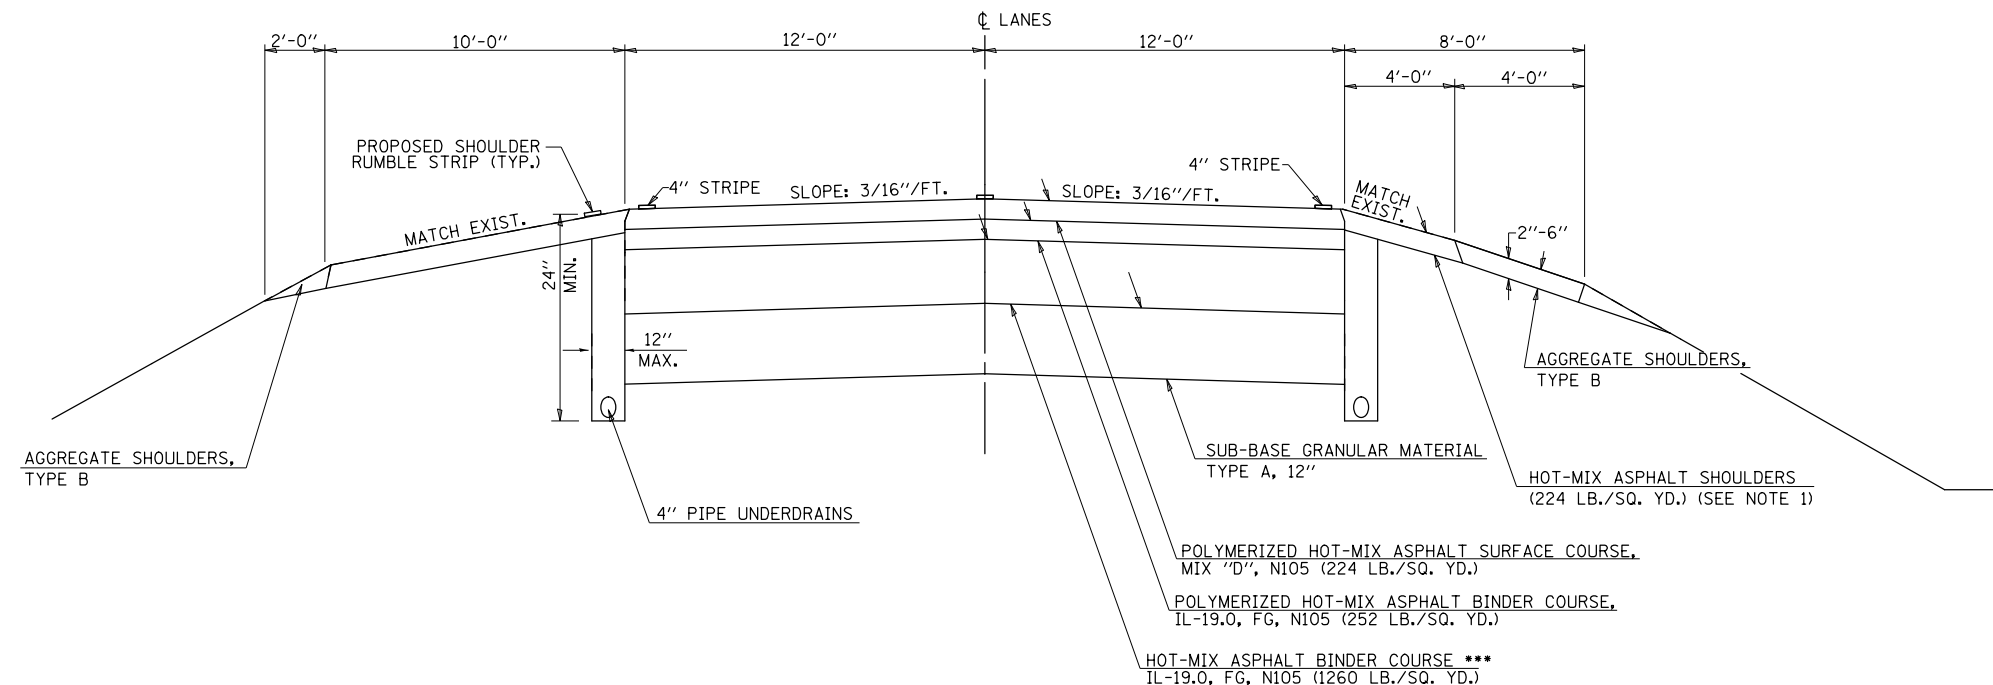 ℄ LANES
2'-0"
10'-0"
12'-0"
12'-0"
8'-0"
4'-0"
4'-0"
PROPOSED SHOULDER
RUMBLE STRIP (TYP.)
4" STRIPE
SLOPE: 3/16"/FT.
SLOPE: 3/16"/FT.
4" STRIPE
MATCH
EXIST.
MATCH EXIST.
2"-6"
24"
MIN.
12"
MAX.
AGGREGATE SHOULDERS,
TYPE B
AGGREGATE SHOULDERS,
TYPE B
SUB-BASE GRANULAR MATERIAL
TYPE A, 12"
HOT-MIX ASPHALT SHOULDERS
(224 LB./SQ. YD.) (SEE NOTE 1)
4" PIPE UNDERDRAINS
POLYMERIZED HOT-MIX ASPHALT SURFACE COURSE,
MIX "D", N105 (224 LB./SQ. YD.)
POLYMERIZED HOT-MIX ASPHALT BINDER COURSE,
IL-19.0, FG, N105 (252 LB./SQ. YD.)
HOT-MIX ASPHALT BINDER COURSE ***
IL-19.0, FG, N105 (1260 LB./SQ. YD.)